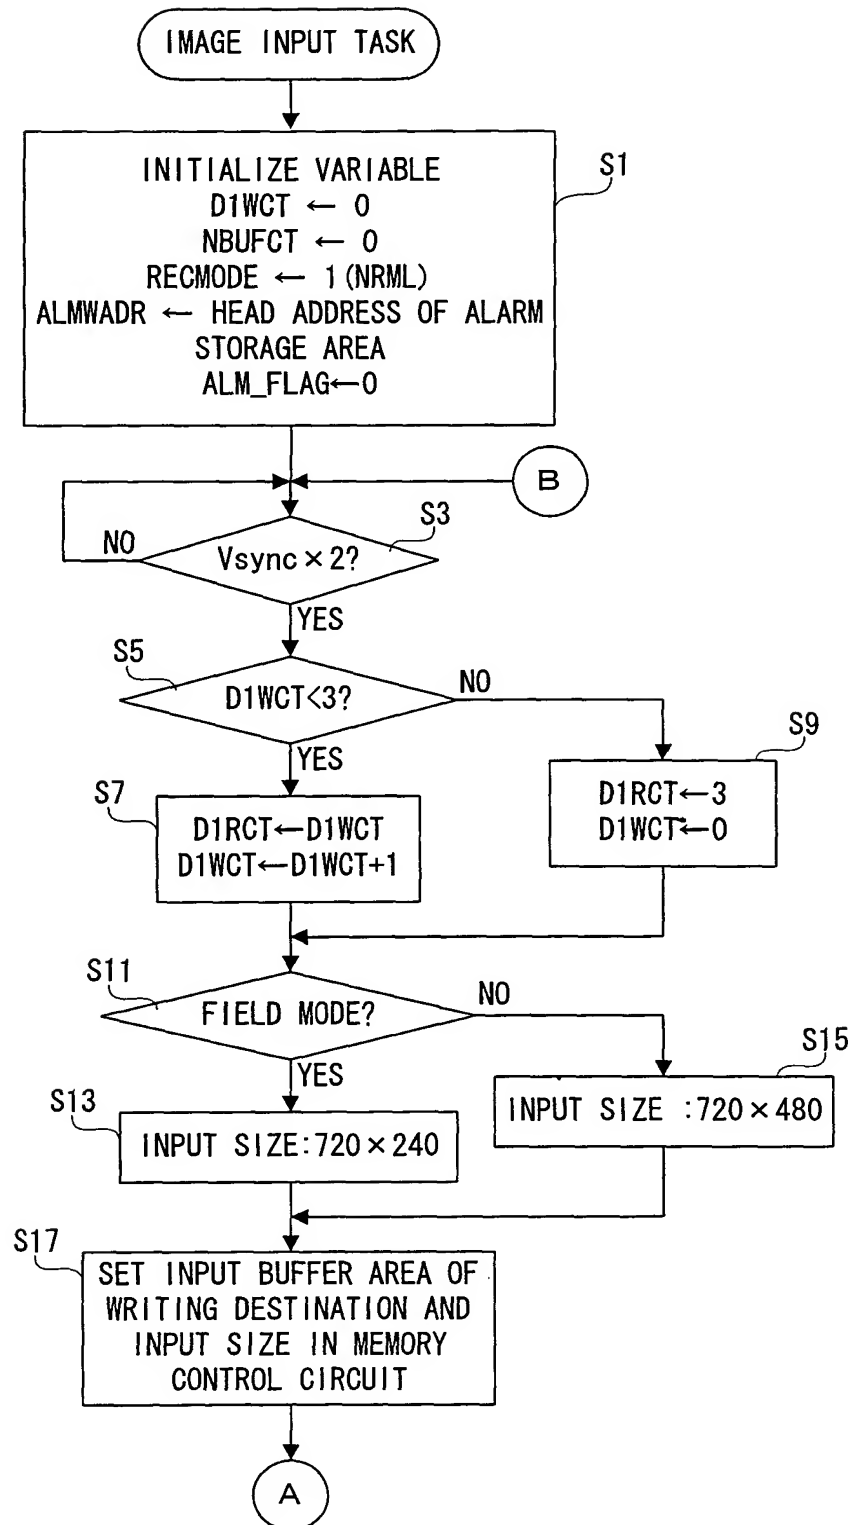 IMAGE INPUT TASK
S1
INITIALIZE VARIABLE
D1WCT ← 0
NBUFCT ← 0
RECMODE ← 1(NRML)
ALMWADR ← HEAD ADDRESS OF ALARM
STORAGE AREA
ALM_FLAG←0
B
S3
NO
Vsync×2?
YES
S5
D1WCT<3?
NO
YES
S7
D1RCT←D1WCT
D1WCT←D1WCT+1
S9
D1RCT←3
D1WCT←0
S11
FIELD MODE?
NO
YES
S13
INPUT SIZE:720×240
S15
INPUT SIZE :720×480
S17
SET INPUT BUFFER AREA OF
WRITING DESTINATION AND
INPUT SIZE IN MEMORY
CONTROL CIRCUIT
A